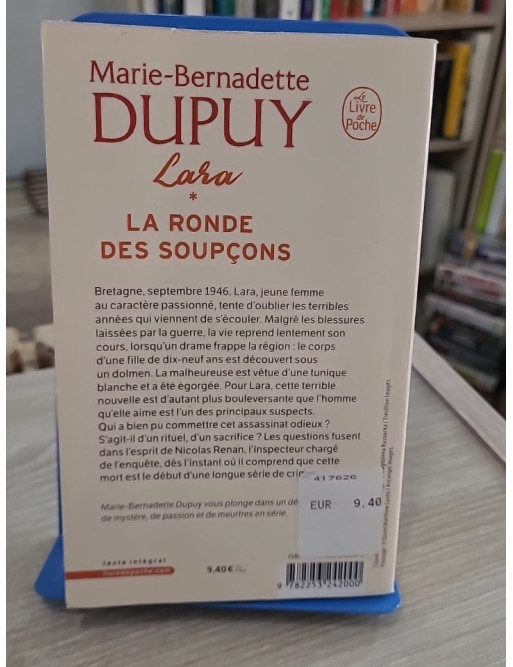 Marie-Bernadette
DUPUY
Le
Livre
de
Poche
Lara
*
LA RONDE
DES SOUPÇONS
Bretagne, septembre 1946. Lara, jeune femme
au caractère passionné, tente d'oublier les terribles
années qui viennent de s'écouler. Malgré les blessures
laissées par la guerre, la vie reprend lentement son
cours, lorsqu'un drame frappe la région : le corps
d'une fille de dix-neuf ans est découvert sous
un dolmen. La malheureuse est vêtue d'une tunique
blanche et a été égorgée. Pour Lara, cette terrible
nouvelle est d'autant plus bouleversante que l'homme
qu'elle aime est l'un des principaux suspects.
Qui a bien pu commettre cet assassinat odieux ?
S'agit-il d'un rituel, d'un sacrifice ? Les questions fusent
dans l'esprit de Nicolas Renan, l'inspecteur chargé
de l'enquête, dès l'instant où il comprend que cette
mort est le début d'une longue série de
417626
EUR 9,40
Marie-Bernadette Dupuy vous plonge dans un
de mystère, de passion et de meurtres en série.
texte intégral
livredepoche.com
9,40 €
9 782253 242000